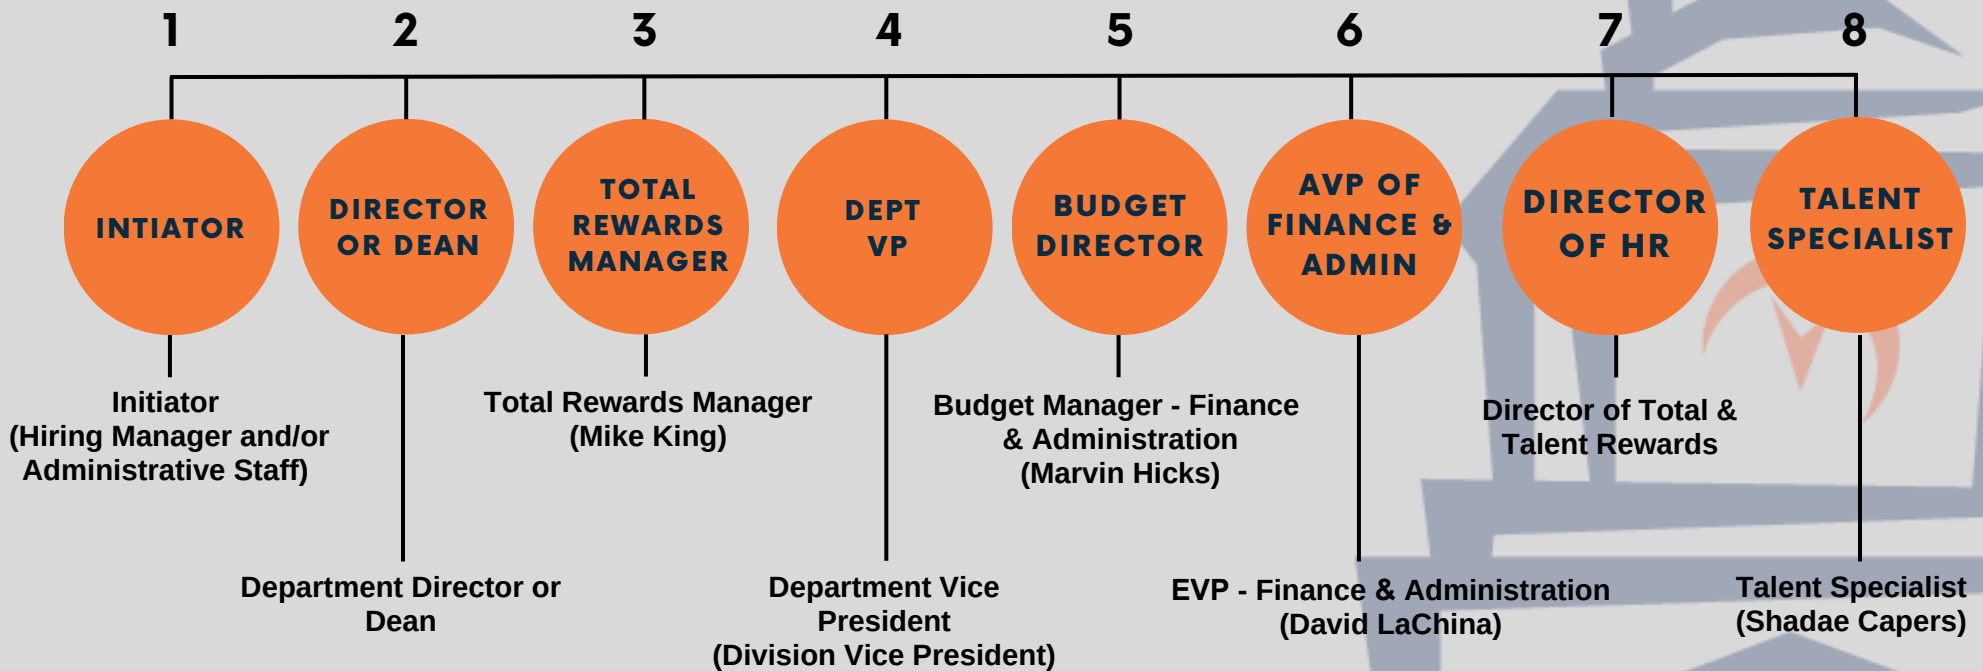 1
2
3
4
5
6
7
8
INTIATOR
DIRECTOR
OR DEAN
TOTAL
REWARDS
MANAGER
DEPT
VP
BUDGET
DIRECTOR
AVP OF
FINANCE &
ADMIN
DIRECTOR
OF HR
TALENT
SPECIALIST
Initiator
(Hiring Manager and/or
Administrative Staff)
Department Director or
Dean
Total Rewards Manager
(Mike King)
Department Vice
President
(Division Vice President)
Budget Manager - Finance
& Administration
(Marvin Hicks)
EVP - Finance & Administration
(David LaChina)
Director of Total &
Talent Rewards
Talent Specialist
(Shadae Capers)